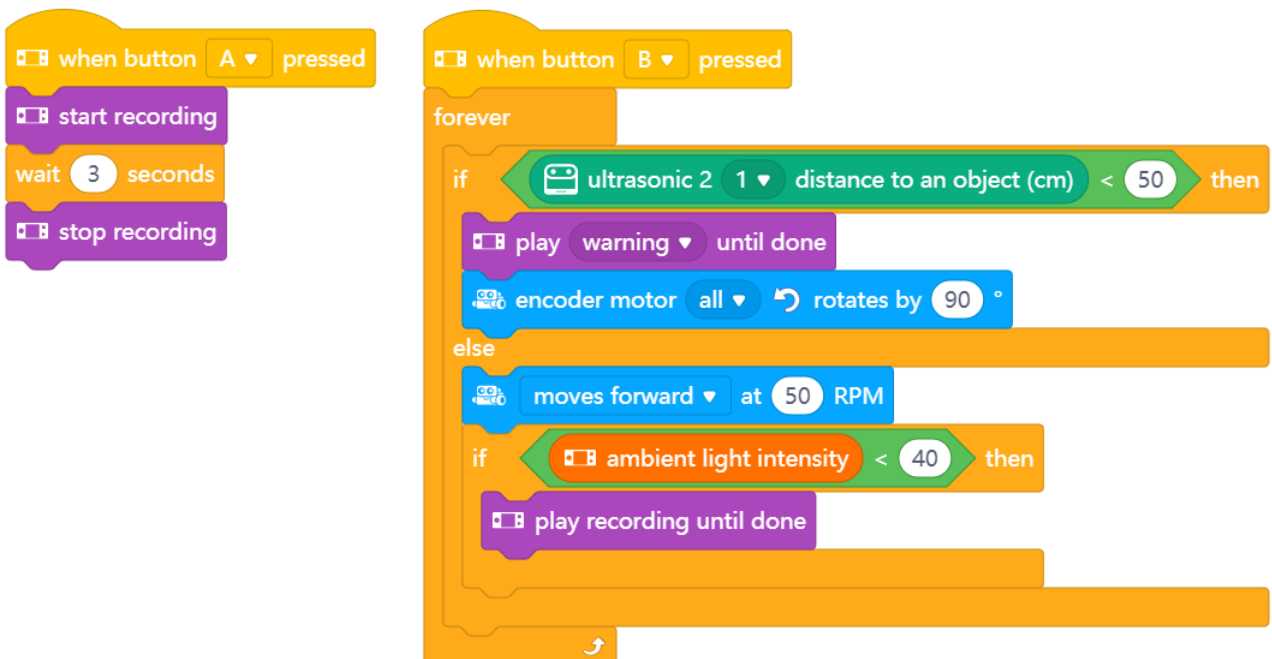 when button A pressed
start recording
wait 3 seconds
stop recording
when button B pressed
forever
if ultrasonic 2 1 distance to an object (cm) < 50 then
play warning until done
encoder motor all rotates by 90 °
else
moves forward at 50 RPM
if ambient light intensity < 40 then
play recording until done